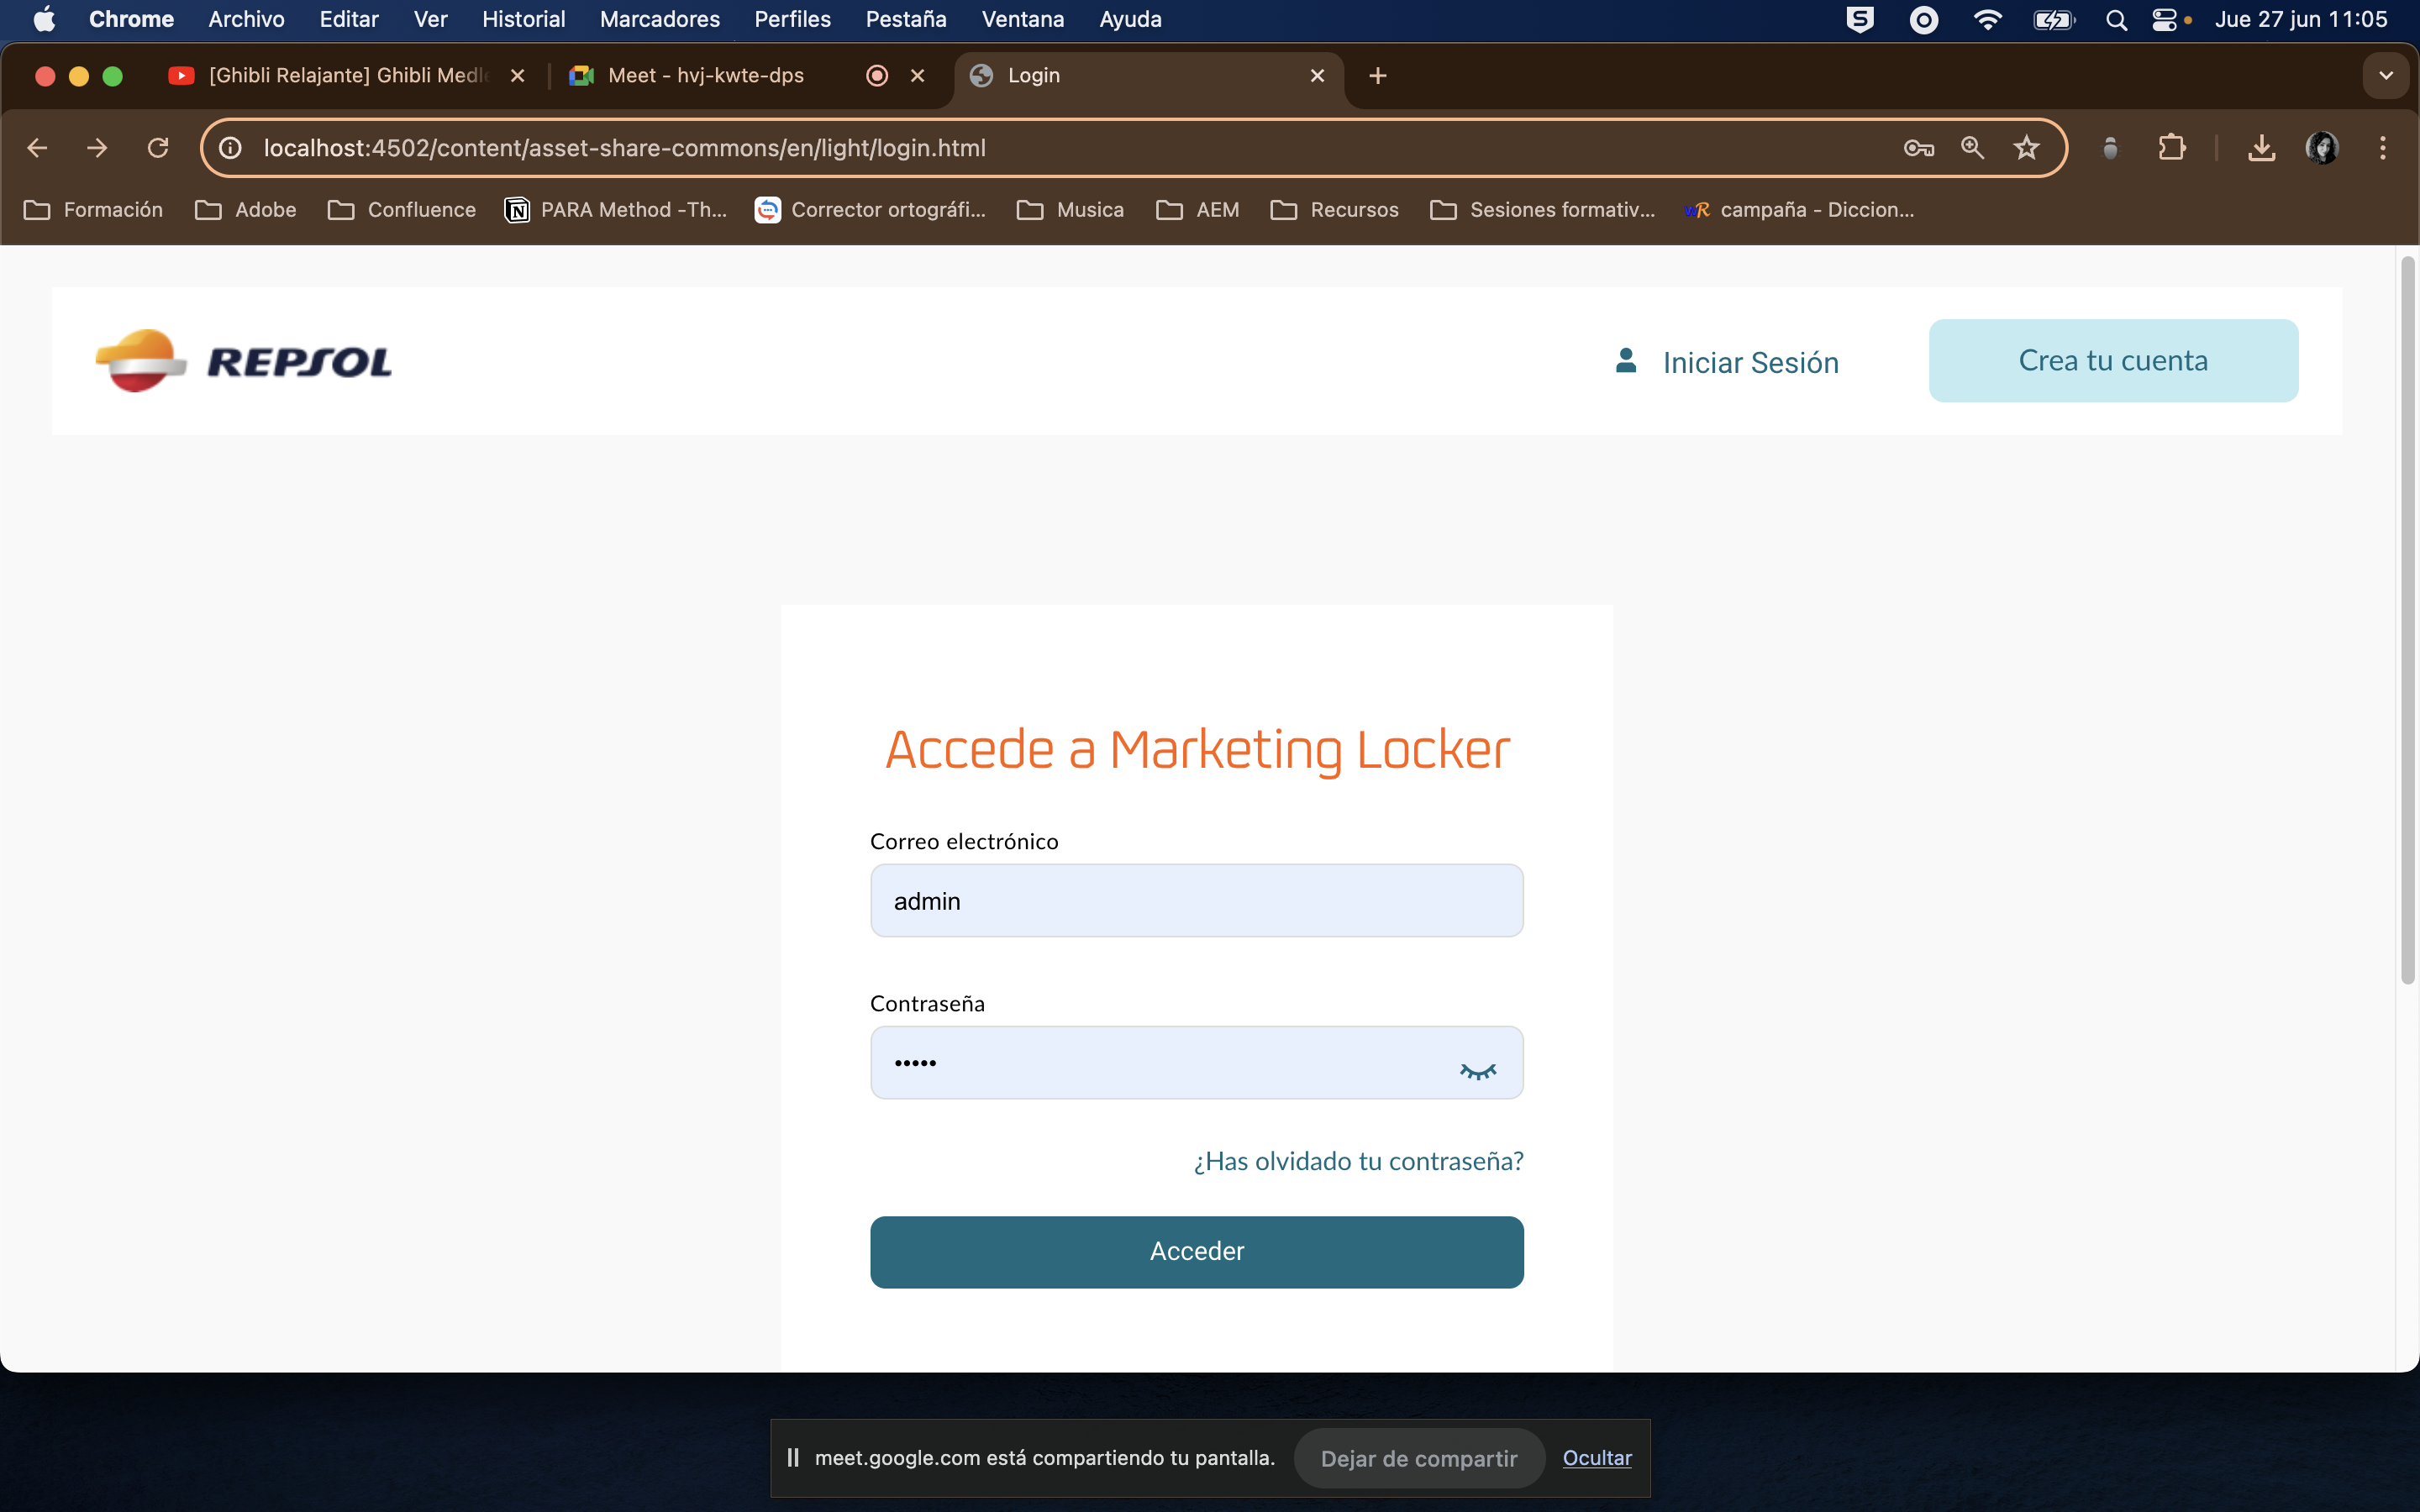 Chrome Archivo Editar Ver Historial Marcadores Perfiles Pestaña Ventana Ayuda Jue 27 jun 11:05
[Ghibli Relajante] Ghibli Medl Meet - hvj-kwte-dps Login
localhost:4502/content/asset-share-commons/en/light/login.html
Formación Adobe Confluence PARA Method -Th... Corrector ortográfi... Musica AEM Recursos Sesiones formativ... campaña - Diccion...
REPSOL Iniciar Sesión Crea tu cuenta
Accede a Marketing Locker
Correo electrónico
admin
Contraseña
•••••
¿Has olvidado tu contraseña?
Acceder
meet.google.com está compartiendo tu pantalla. Dejar de compartir Ocultar